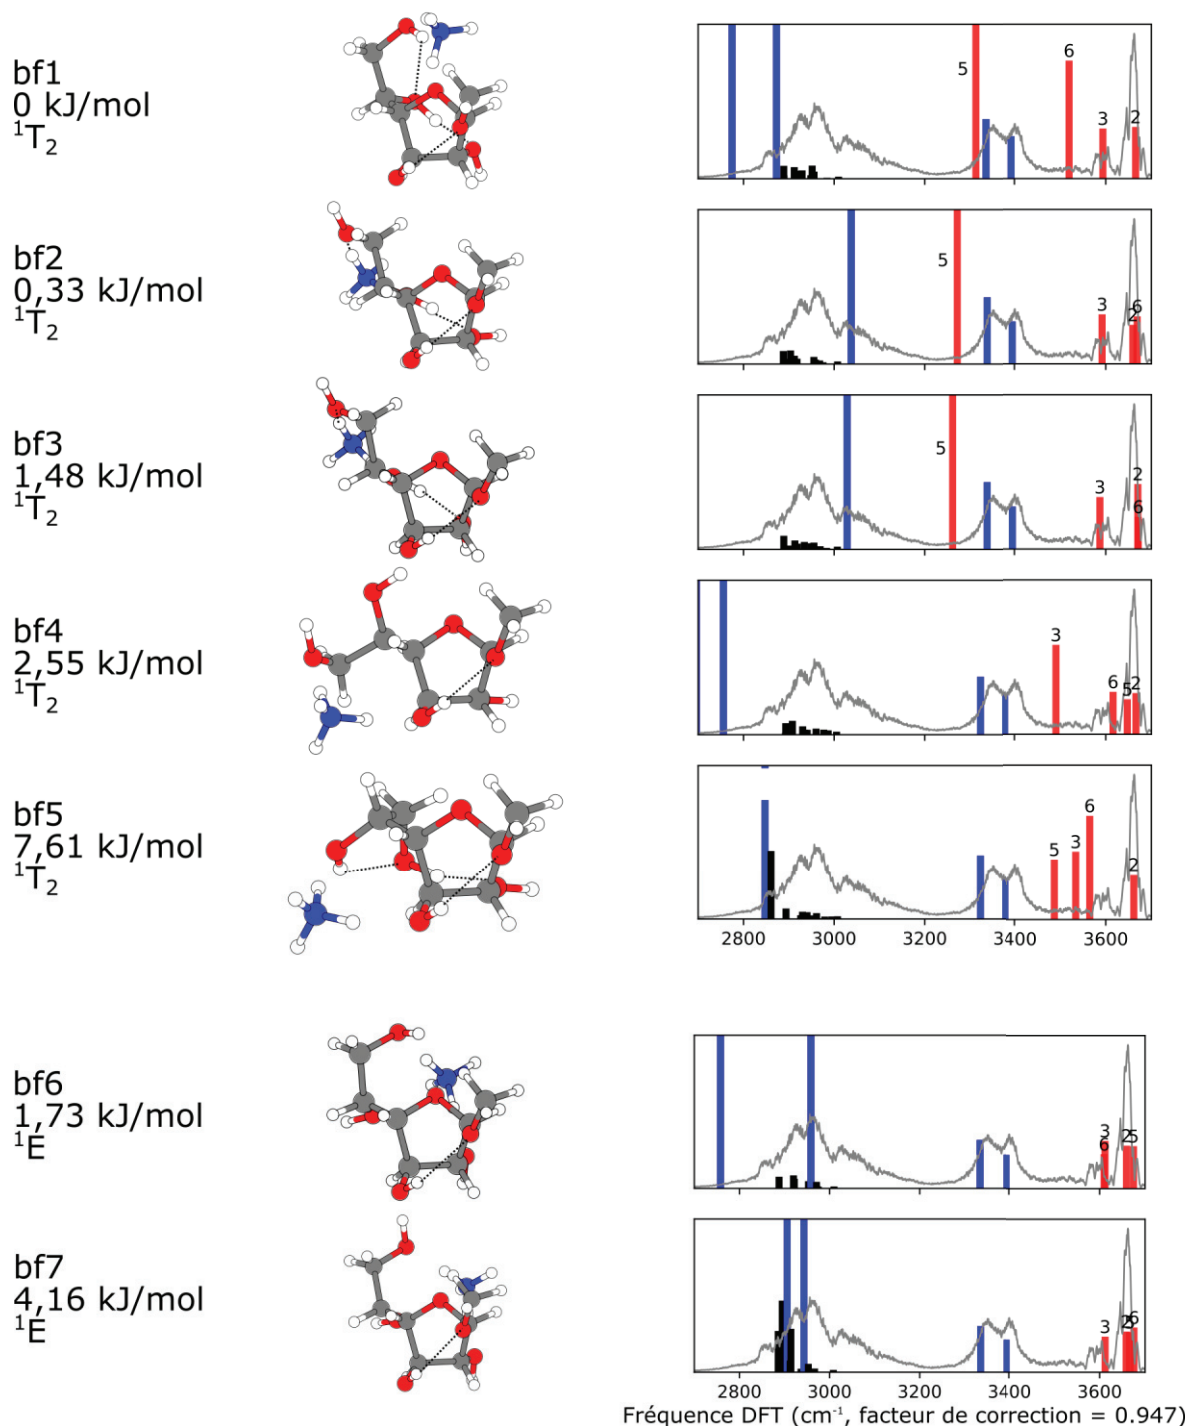 bf1
0 kJ/mol
¹T₂
5
6
3
2
bf2
0,33 kJ/mol
¹T₂
5
3
6
2
bf3
1,48 kJ/mol
¹T₂
5
3
2
6
bf4
2,55 kJ/mol
¹T₂
3
6
5
2
bf5
7,61 kJ/mol
¹T₂
5
3
6
2
2800 3000 3200 3400 3600
bf6
1,73 kJ/mol
¹E
3
6
2
5
bf7
4,16 kJ/mol
¹E
3
2
6
2800 3000 3200 3400 3600
Fréquence DFT (cm⁻¹, facteur de correction = 0.947)